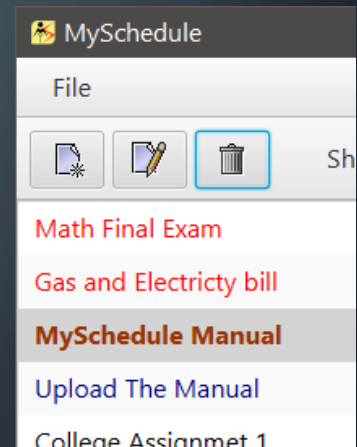 MySchedule
File
Sh
Math Final Exam
Gas and Electricty bill
MySchedule Manual
Upload The Manual
College Assignmet 1